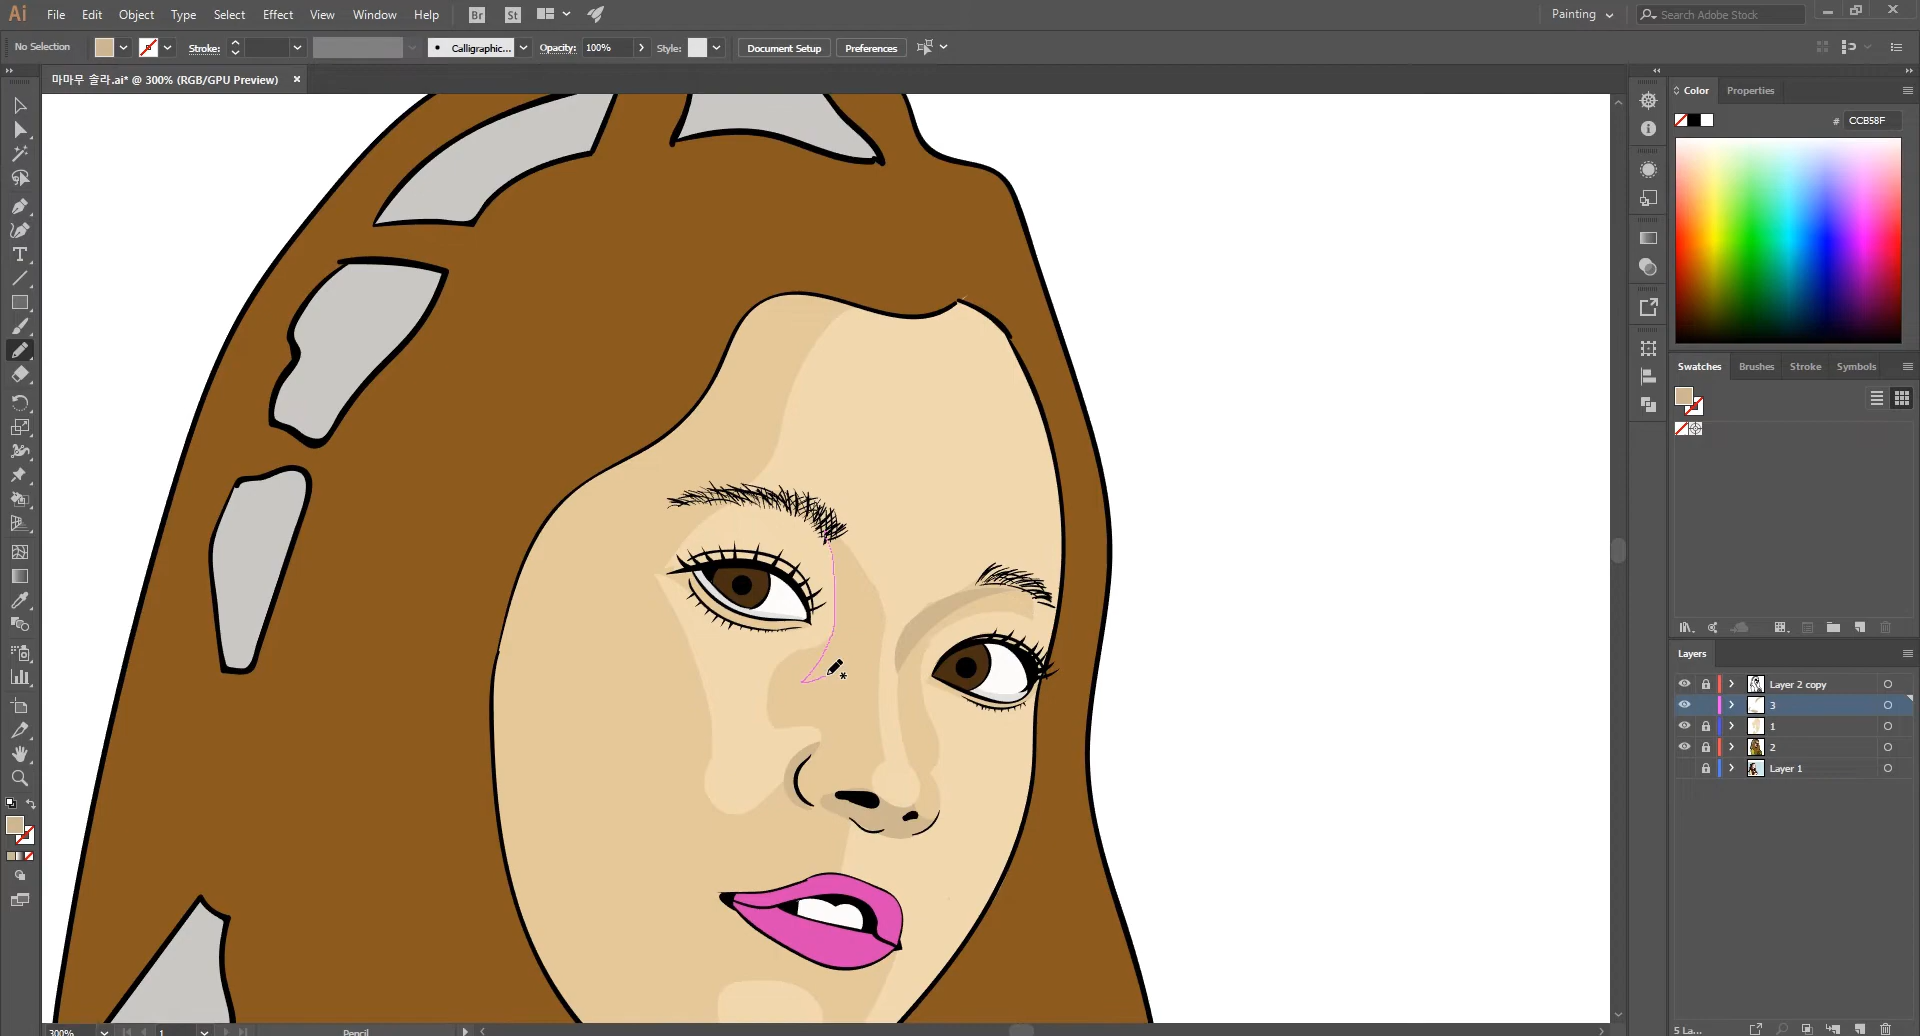 Ai File Edit Object Type Select Effect View Window Help Br St Painting Search Adobe Stock
No Selection Stroke: Calligraphic... Opacity: 100% Style: Document Setup Preferences
마마무 솔라.ai* @ 300% (RGB/GPU Preview)
Color Properties
# CCB58F
Swatches Brushes Stroke Symbols
Layers
Layer 2 copy
3
1
2
Layer 1
300% 1 Pencil 5 La...